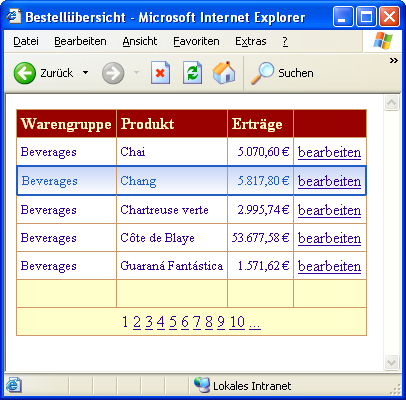 Bestellübersicht - Microsoft Internet Explorer
Datei Bearbeiten Ansicht Favoriten Extras ?
Zurück Suchen
Warengruppe Produkt Erträge
Beverages Chai 5.070,60 € bearbeiten
Beverages Chang 5.817,80 € bearbeiten
Beverages Chartreuse verte 2.995,74 € bearbeiten
Beverages Côte de Blaye 53.677,58 € bearbeiten
Beverages Guaraná Fantástica 1.571,62 € bearbeiten
1 2 3 4 5 6 7 8 9 10 ...
Lokales Intranet